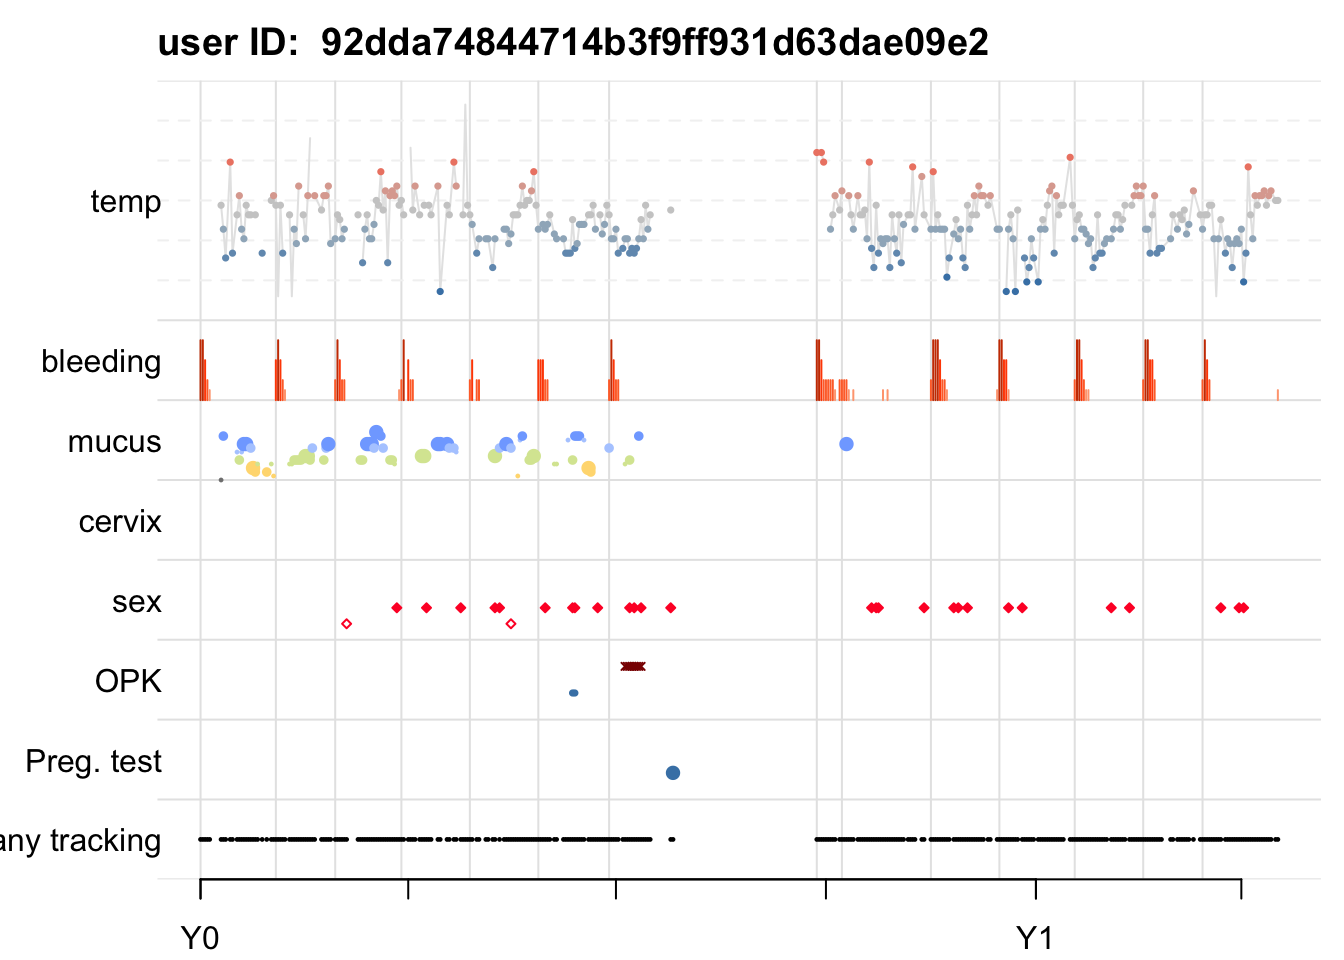 user ID:  92dda74844714b3f9ff931d63dae09e2
temp
bleeding
mucus
cervix
sex
OPK
Preg. test
any tracking
Y0 Y1